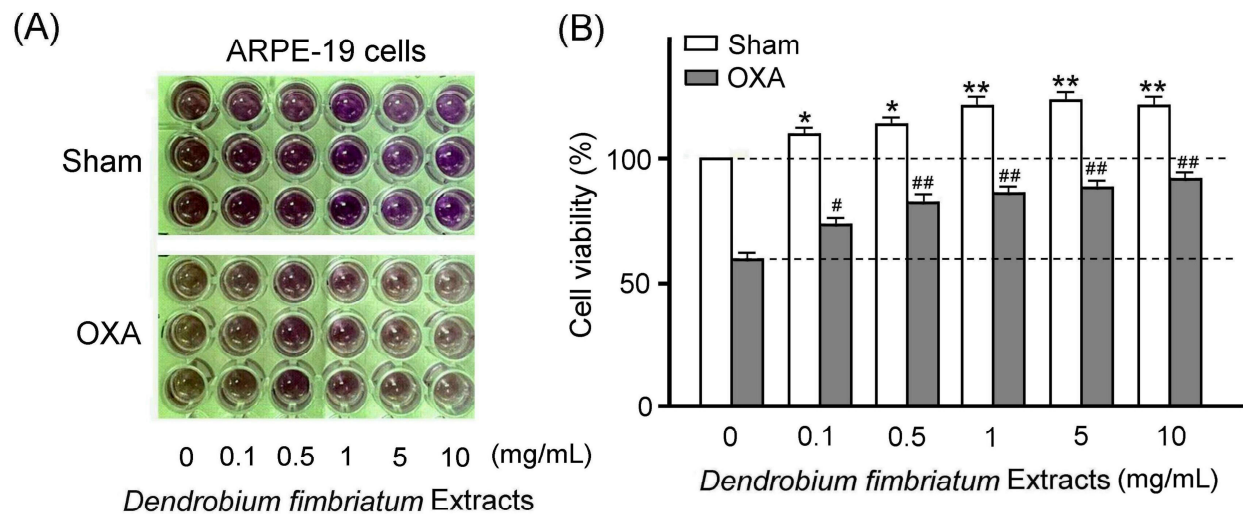 (A)
ARPE-19 cells
Sham
OXA
0 0.1 0.5 1 5 10 (mg/mL)
Dendrobium fimbriatum Extracts
(B)
Sham
OXA
Cell viability (%)
100
50
0
* * ** ** **
# ## ## ## ##
0 0.1 0.5 1 5 10
Dendrobium fimbriatum Extracts (mg/mL)